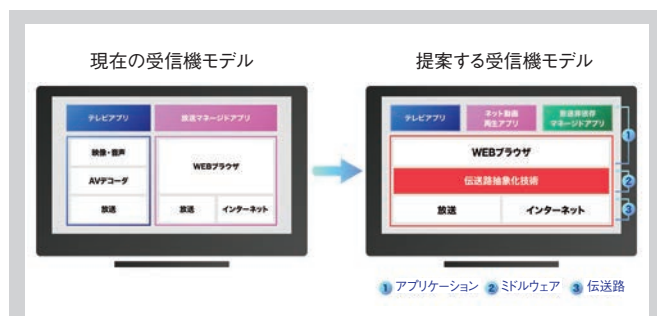 現在の受信機モデル
提案する受信機モデル
テレビアプリ
放送マネージドアプリ
映像・音声
AVデコーダ
放送
WEBブラウザ
放送
インターネット
テレビアプリ
ネット動画
再生アプリ
放送非依存
マネージドアプリ
WEBブラウザ
伝送路抽象化技術
放送
インターネット
1
2
3
1 アプリケーション 2 ミドルウェア 3 伝送路